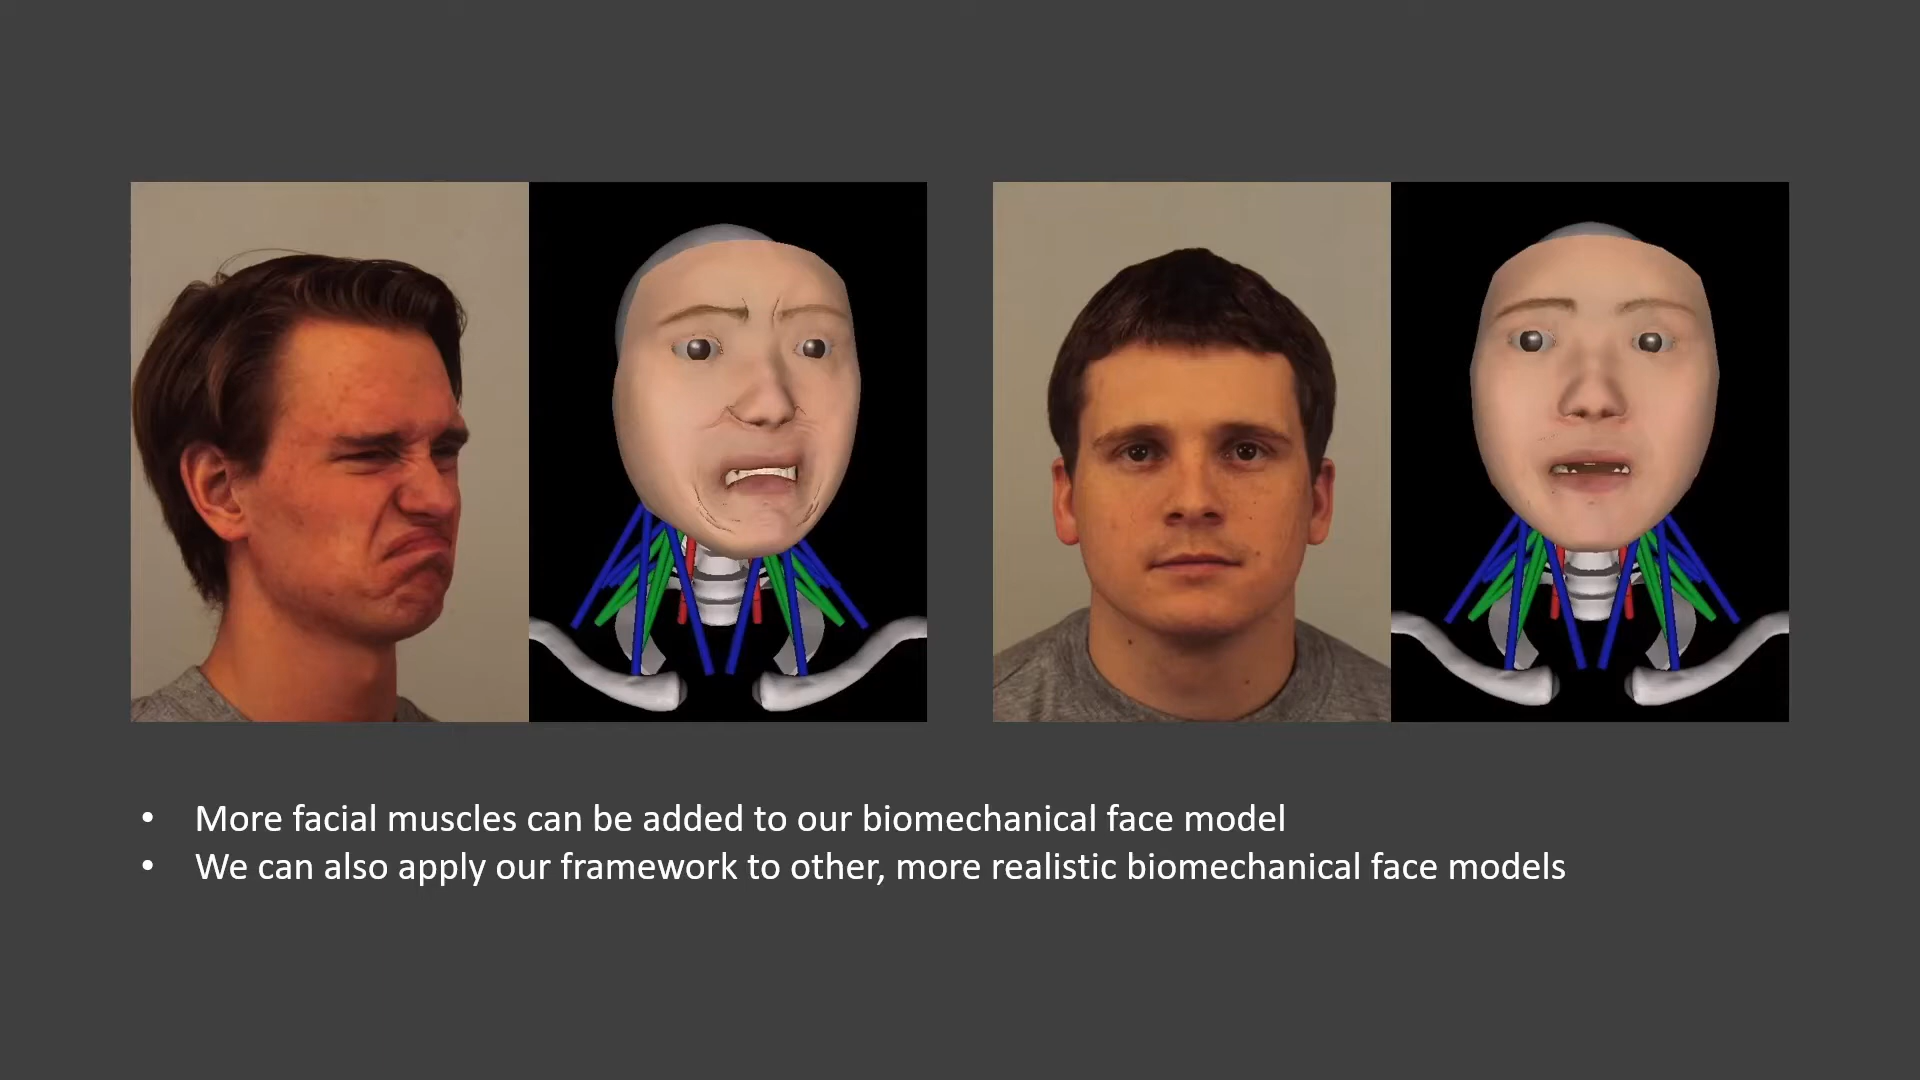 • More facial muscles can be added to our biomechanical face model
• We can also apply our framework to other, more realistic biomechanical face models